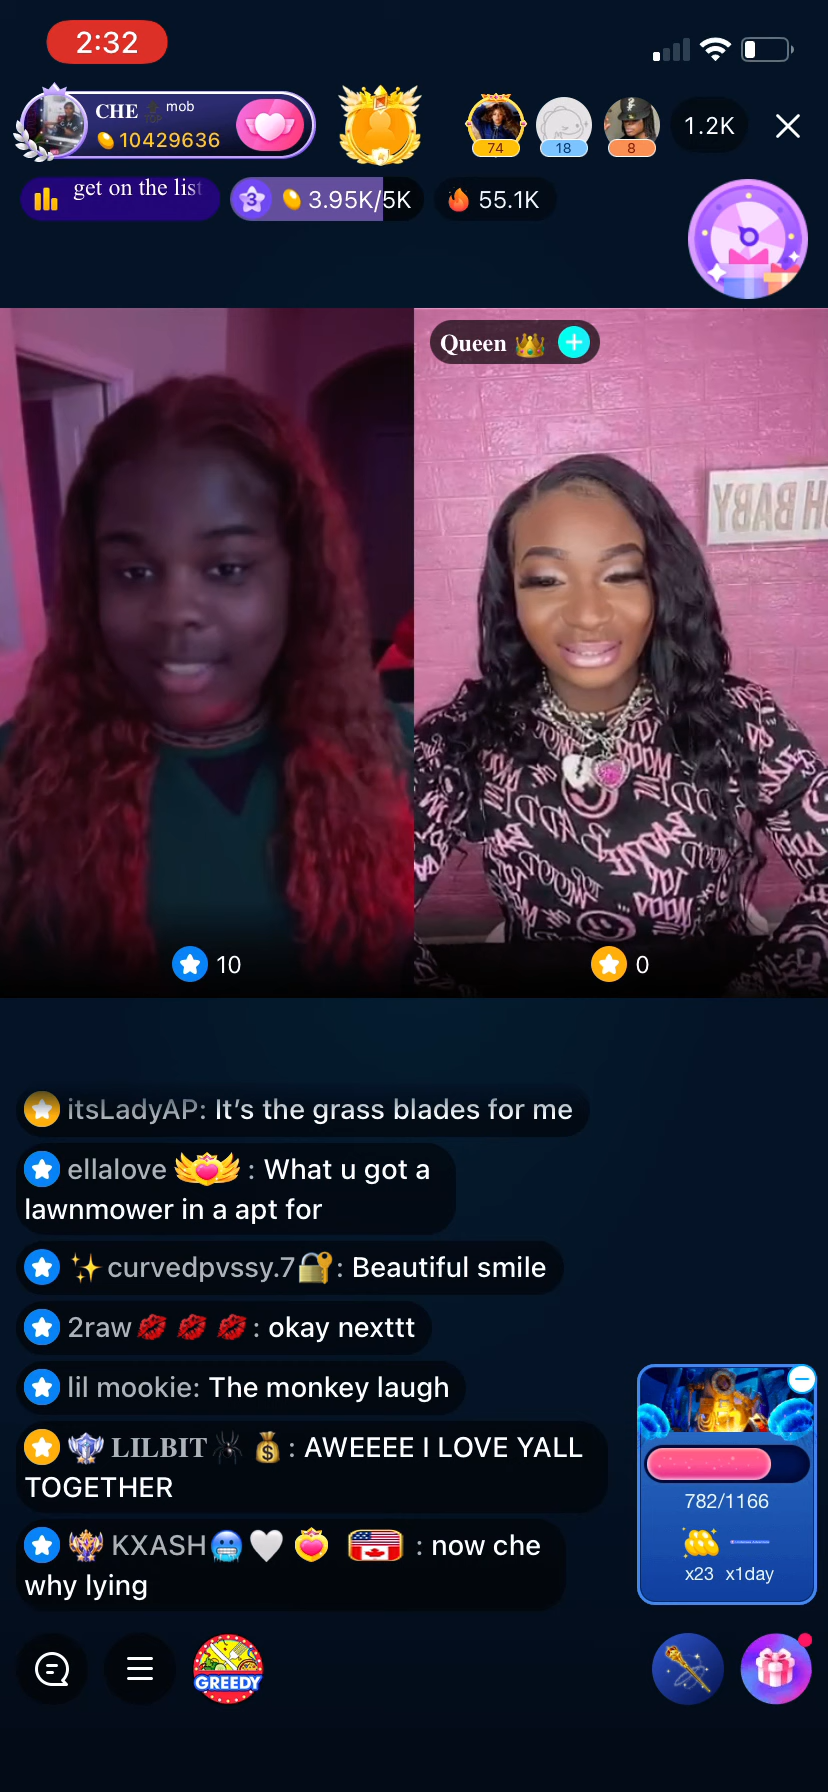 2:32
CHE mob
TOP
10429636
74
18
8
1.2K
get on the list
3
3.95K/5K
55.1K
Queen
OH BABY
10
0
itsLadyAP: It’s the grass blades for me
ellalove : What u got a
lawnmower in a apt for
curvedpvssy.7 : Beautiful smile
2raw : okay nexttt
lil mookie: The monkey laugh
LILBIT : AWEEEE I LOVE YALL
TOGETHER
KXASH : now che
why lying
782/1166
x23 x1day
GREEDY